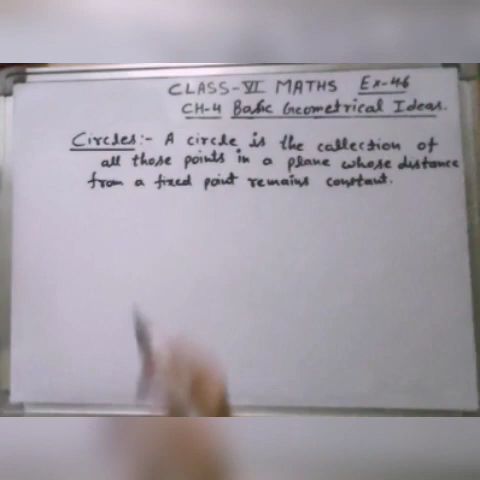 CLASS-VI MATHS Ex-4.6
CH-4 Basic Geometrical Ideas.
Circles:- A circle is the collection of
all those points in a plane whose distance
from a fixed point remains constant.